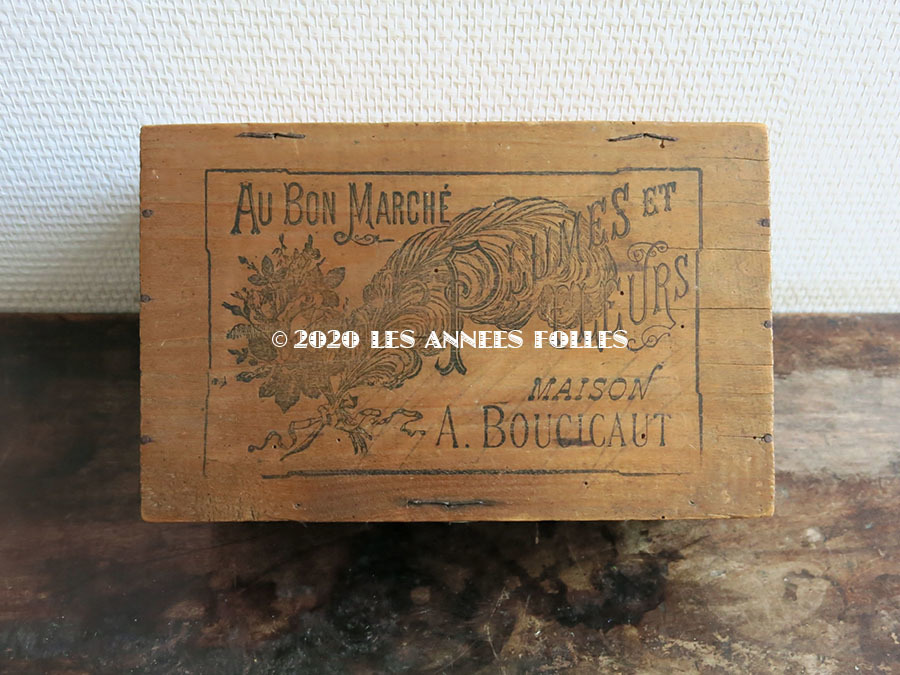 AU BON MARCHÉ
PLUMES ET
FLEURS
© 2020 LES ANNEES FOLLES
MAISON
A. BOUCICAUT